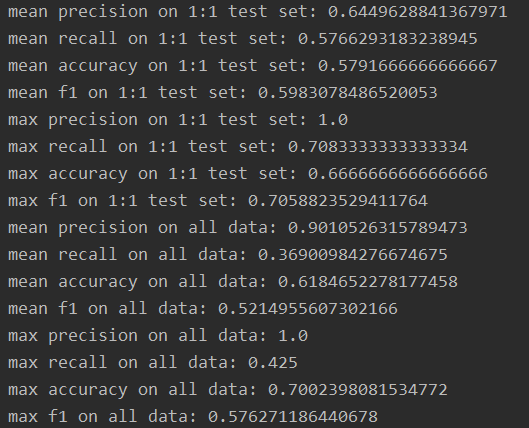 mean precision on 1:1 test set: 0.6449628841367971
mean recall on 1:1 test set: 0.5766293183238945
mean accuracy on 1:1 test set: 0.5791666666666667
mean f1 on 1:1 test set: 0.5983078486520053
max precision on 1:1 test set: 1.0
max recall on 1:1 test set: 0.7083333333333334
max accuracy on 1:1 test set: 0.6666666666666666
max f1 on 1:1 test set: 0.7058823529411764
mean precision on all data: 0.9010526315789473
mean recall on all data: 0.36900984276674675
mean accuracy on all data: 0.6184652278177458
mean f1 on all data: 0.5214955607302166
max precision on all data: 1.0
max recall on all data: 0.425
max accuracy on all data: 0.7002398081534772
max f1 on all data: 0.576271186440678